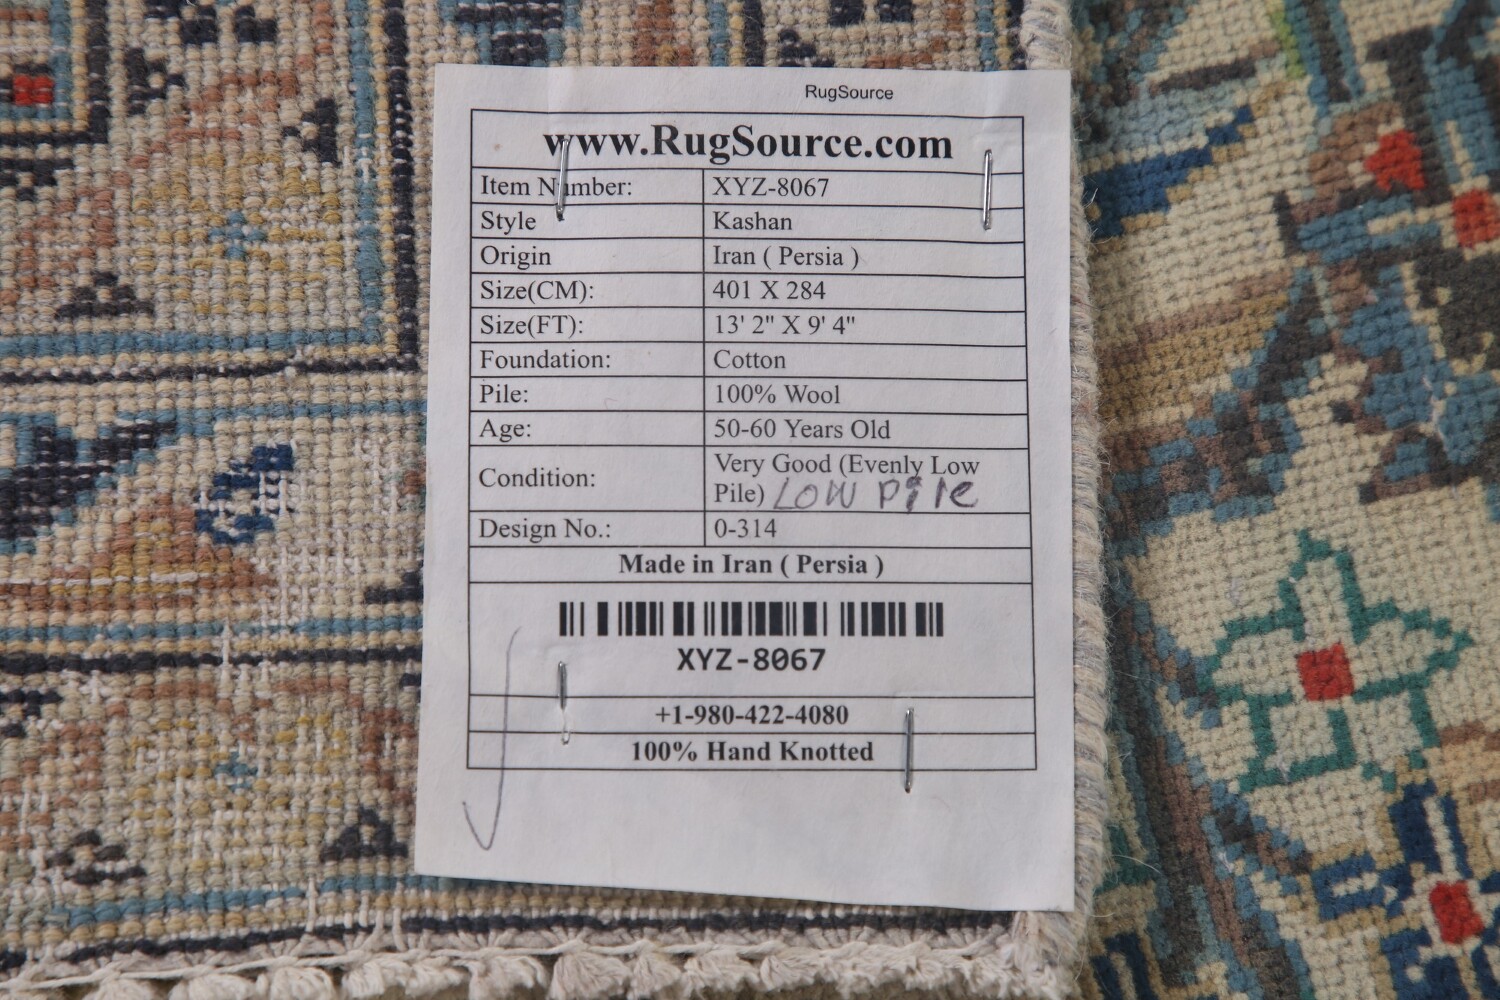 RugSource
www.RugSource.com
Item Number: XYZ-8067
Style Kashan
Origin Iran ( Persia )
Size(CM): 401 X 284
Size(FT): 13' 2" X 9' 4"
Foundation: Cotton
Pile: 100% Wool
Age: 50-60 Years Old
Condition: Very Good (Evenly Low
Pile) LOW PilE
Design No.: 0-314
Made in Iran ( Persia )
XYZ-8067
+1-980-422-4080
100% Hand Knotted